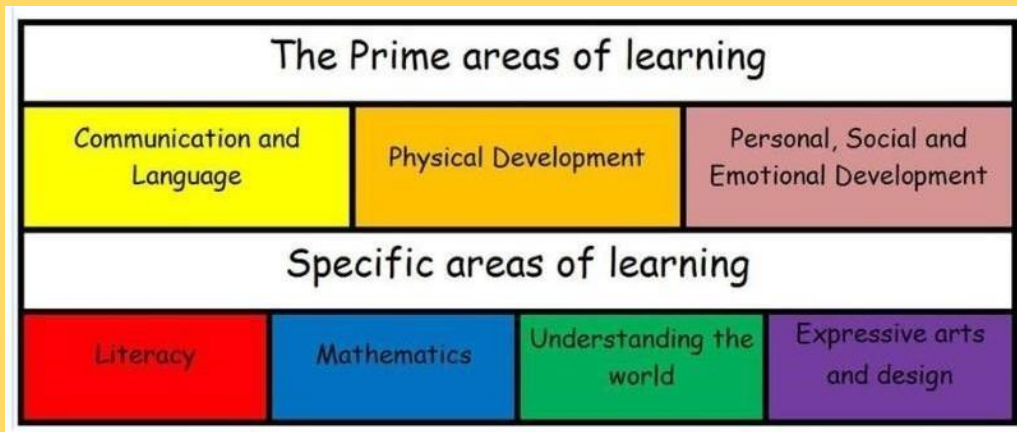 The Prime areas of learning
Communication and
Language
Physical Development
Personal, Social and
Emotional Development
Specific areas of learning
Literacy
Mathematics
Understanding the
world
Expressive arts
and design